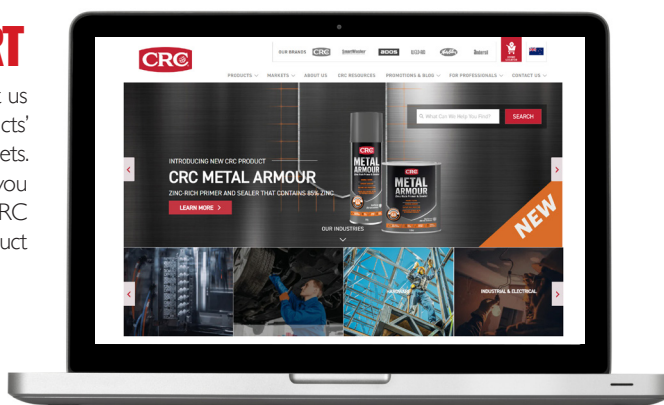 RT
t us
cts'
ets.
you
RC
uct
CRC
OUR BRANDS CRC SmartWasher ROCOL
PRODUCTS MARKETS ABOUT US CRC RESOURCES PROMOTIONS & BLOG FOR PROFESSIONALS CONTACT US
What Can We Help You Find? SEARCH
INTRODUCING NEW CRC PRODUCT
CRC METAL ARMOUR
ZINC-RICH PRIMER AND SEALER THAT CONTAINS 85% ZINC
LEARN MORE >
CRC
METAL
ARMOUR
CRC
METAL
ARMOUR
NEW
OUR INDUSTRIES
HARDWARE
INDUSTRIAL & ELECTRICAL